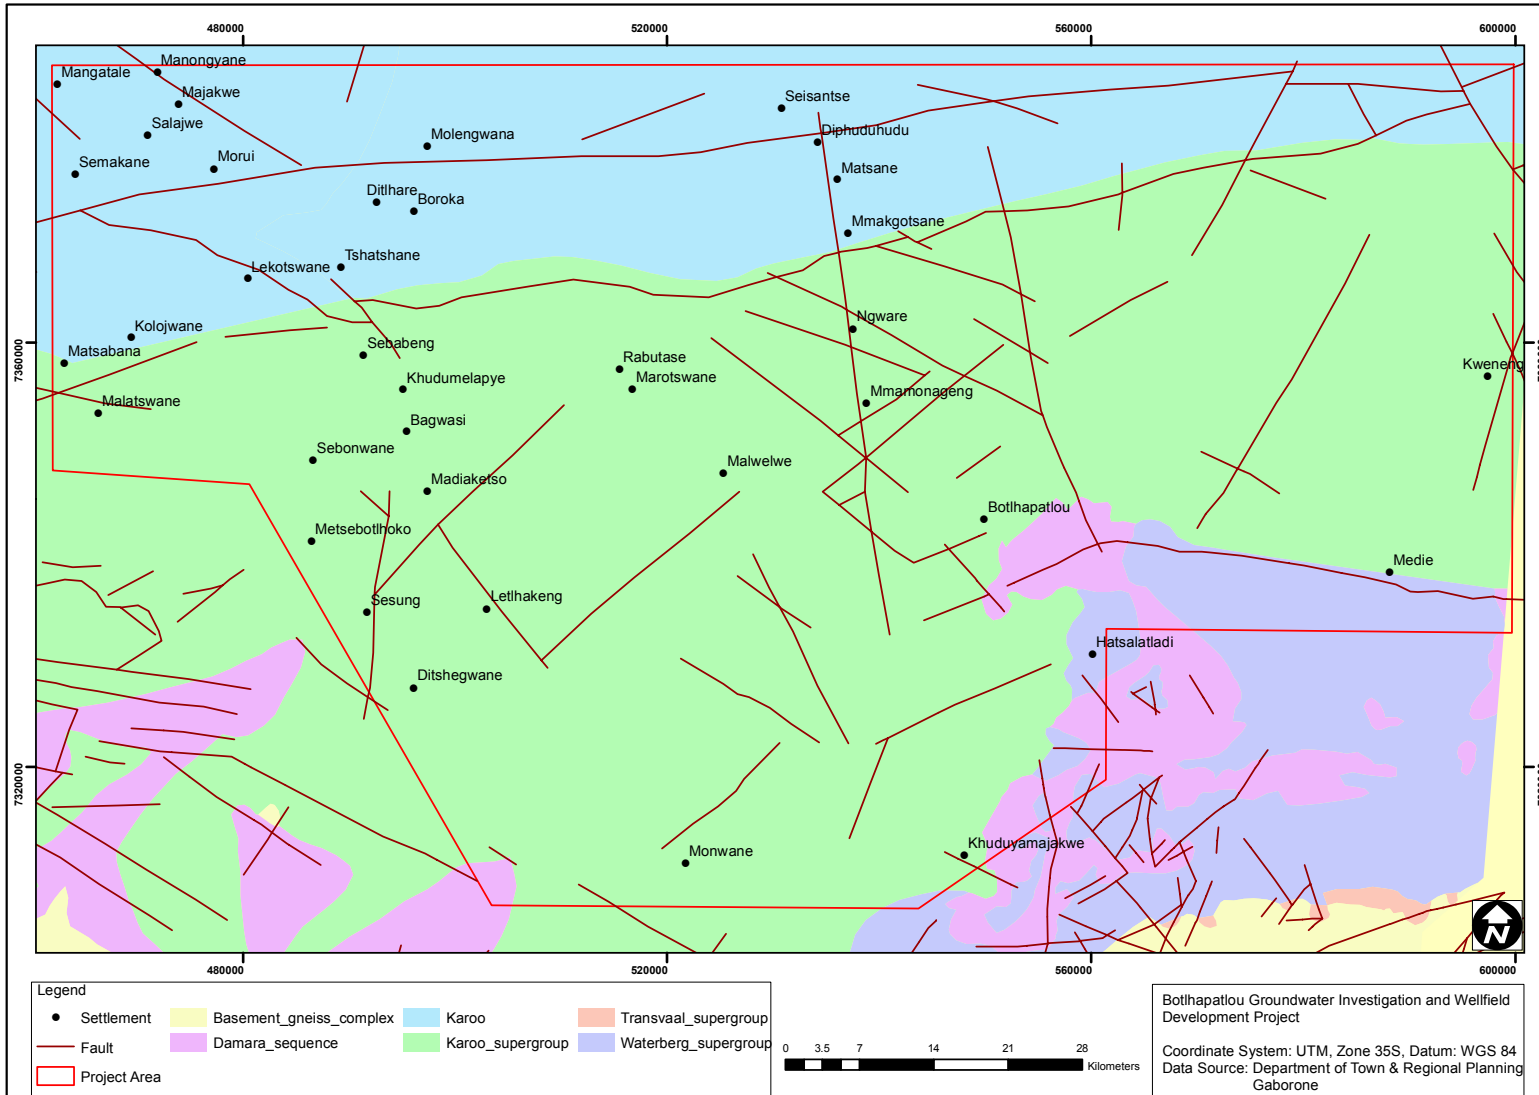 480000
520000
560000
600000
Manongyane
Mangatale
Majakwe
Seisantse
Salajwe
Diphuduhudu
Molengwana
Semakane
Morui
Matsane
Ditlhare
Boroka
Mmakgotsane
Tshatshane
Lekotswane
Ngware
Kolojwane
7360000
Matsabana
Sebabeng
Rabutase
Kweneng
Khudumelapye
Marotswane
Mmamonageng
Malatswane
Bagwasi
Sebonwane
Malwelwe
Madiaketso
Botlhapatlou
Metsebotlhoko
Medie
Sesung
Letlhakeng
Hatsalatladi
Ditshegwane
7320000
Khuduyamajakwe
Monwane
N
480000
520000
560000
600000
Legend
Settlement
Fault
Project Area
Basement_gneiss_complex
Damara_sequence
Karoo
Karoo_supergroup
Transvaal_supergroup
Waterberg_supergroup
0 3.5 7 14 21 28
Kilometers
Botlhapatlou Groundwater Investigation and Wellfield
Development Project
Coordinate System: UTM, Zone 35S, Datum: WGS 84
Data Source: Department of Town & Regional Planning
Gaborone